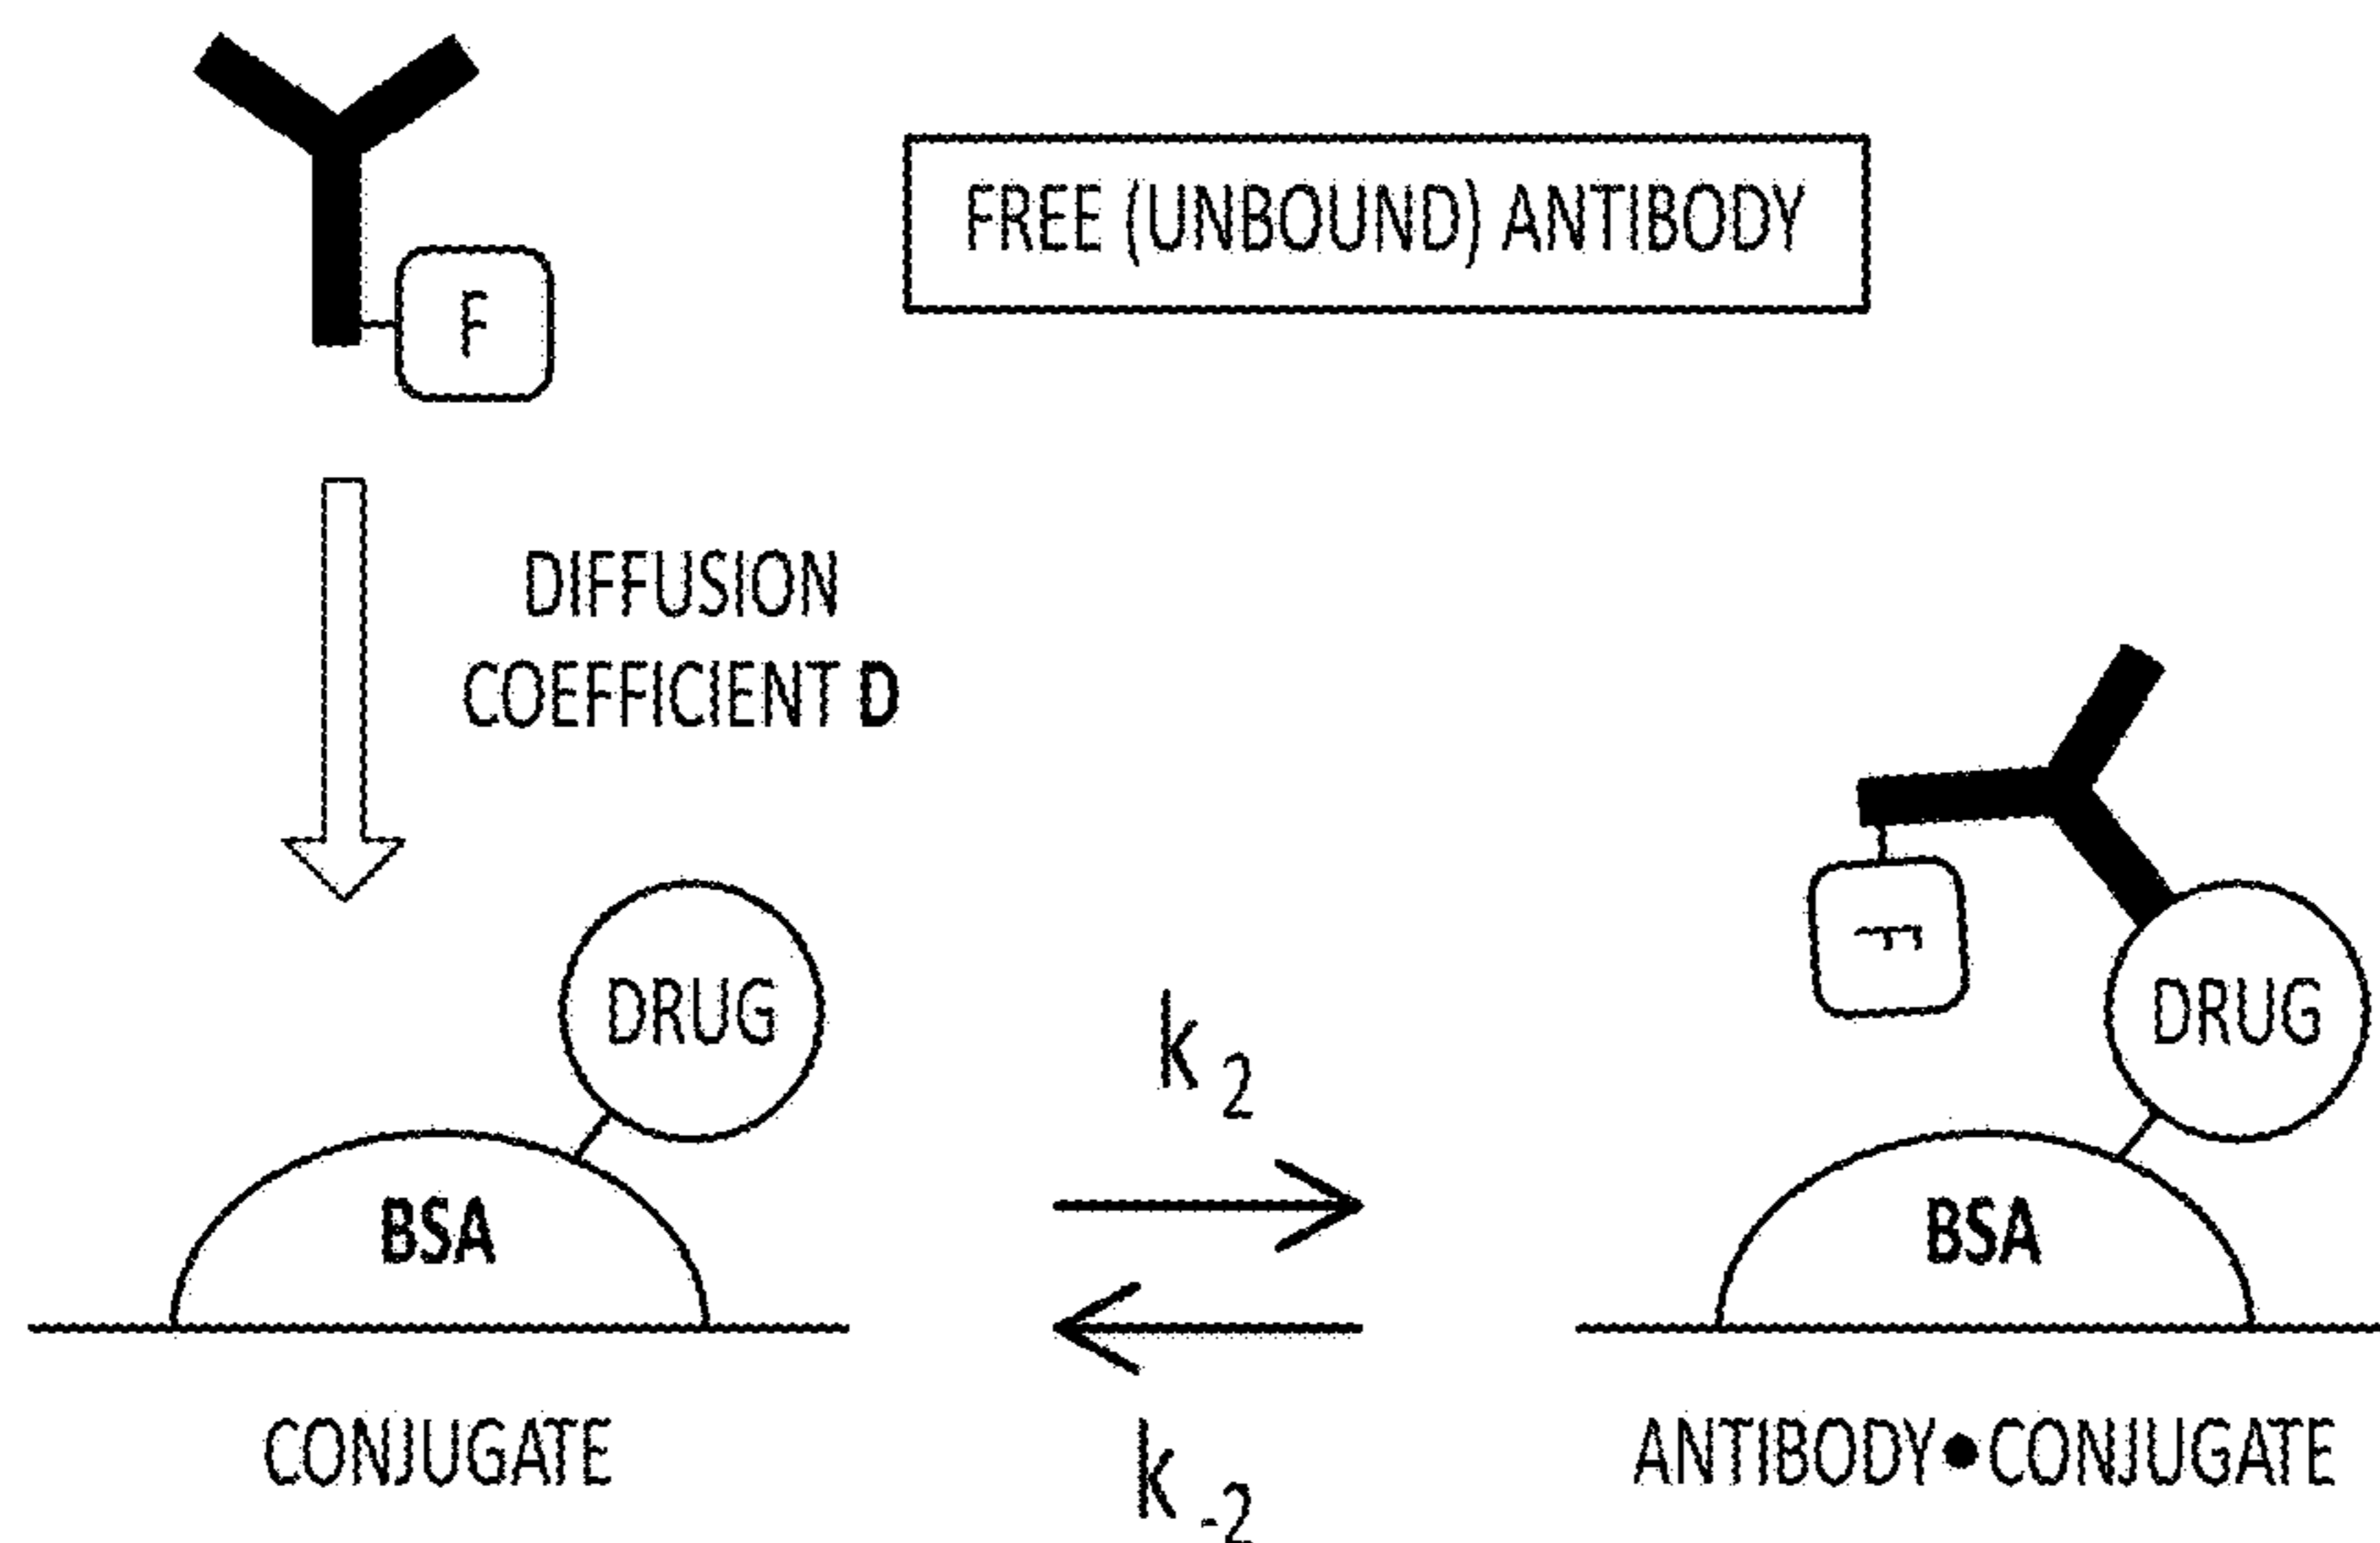 FREE (UNBOUND) ANTIBODY
F
DIFFUSION
COEFFICIENT D
F
DRUG
DRUG
k 2
BSA
BSA
CONJUGATE
k -2
ANTIBODY●CONJUGATE